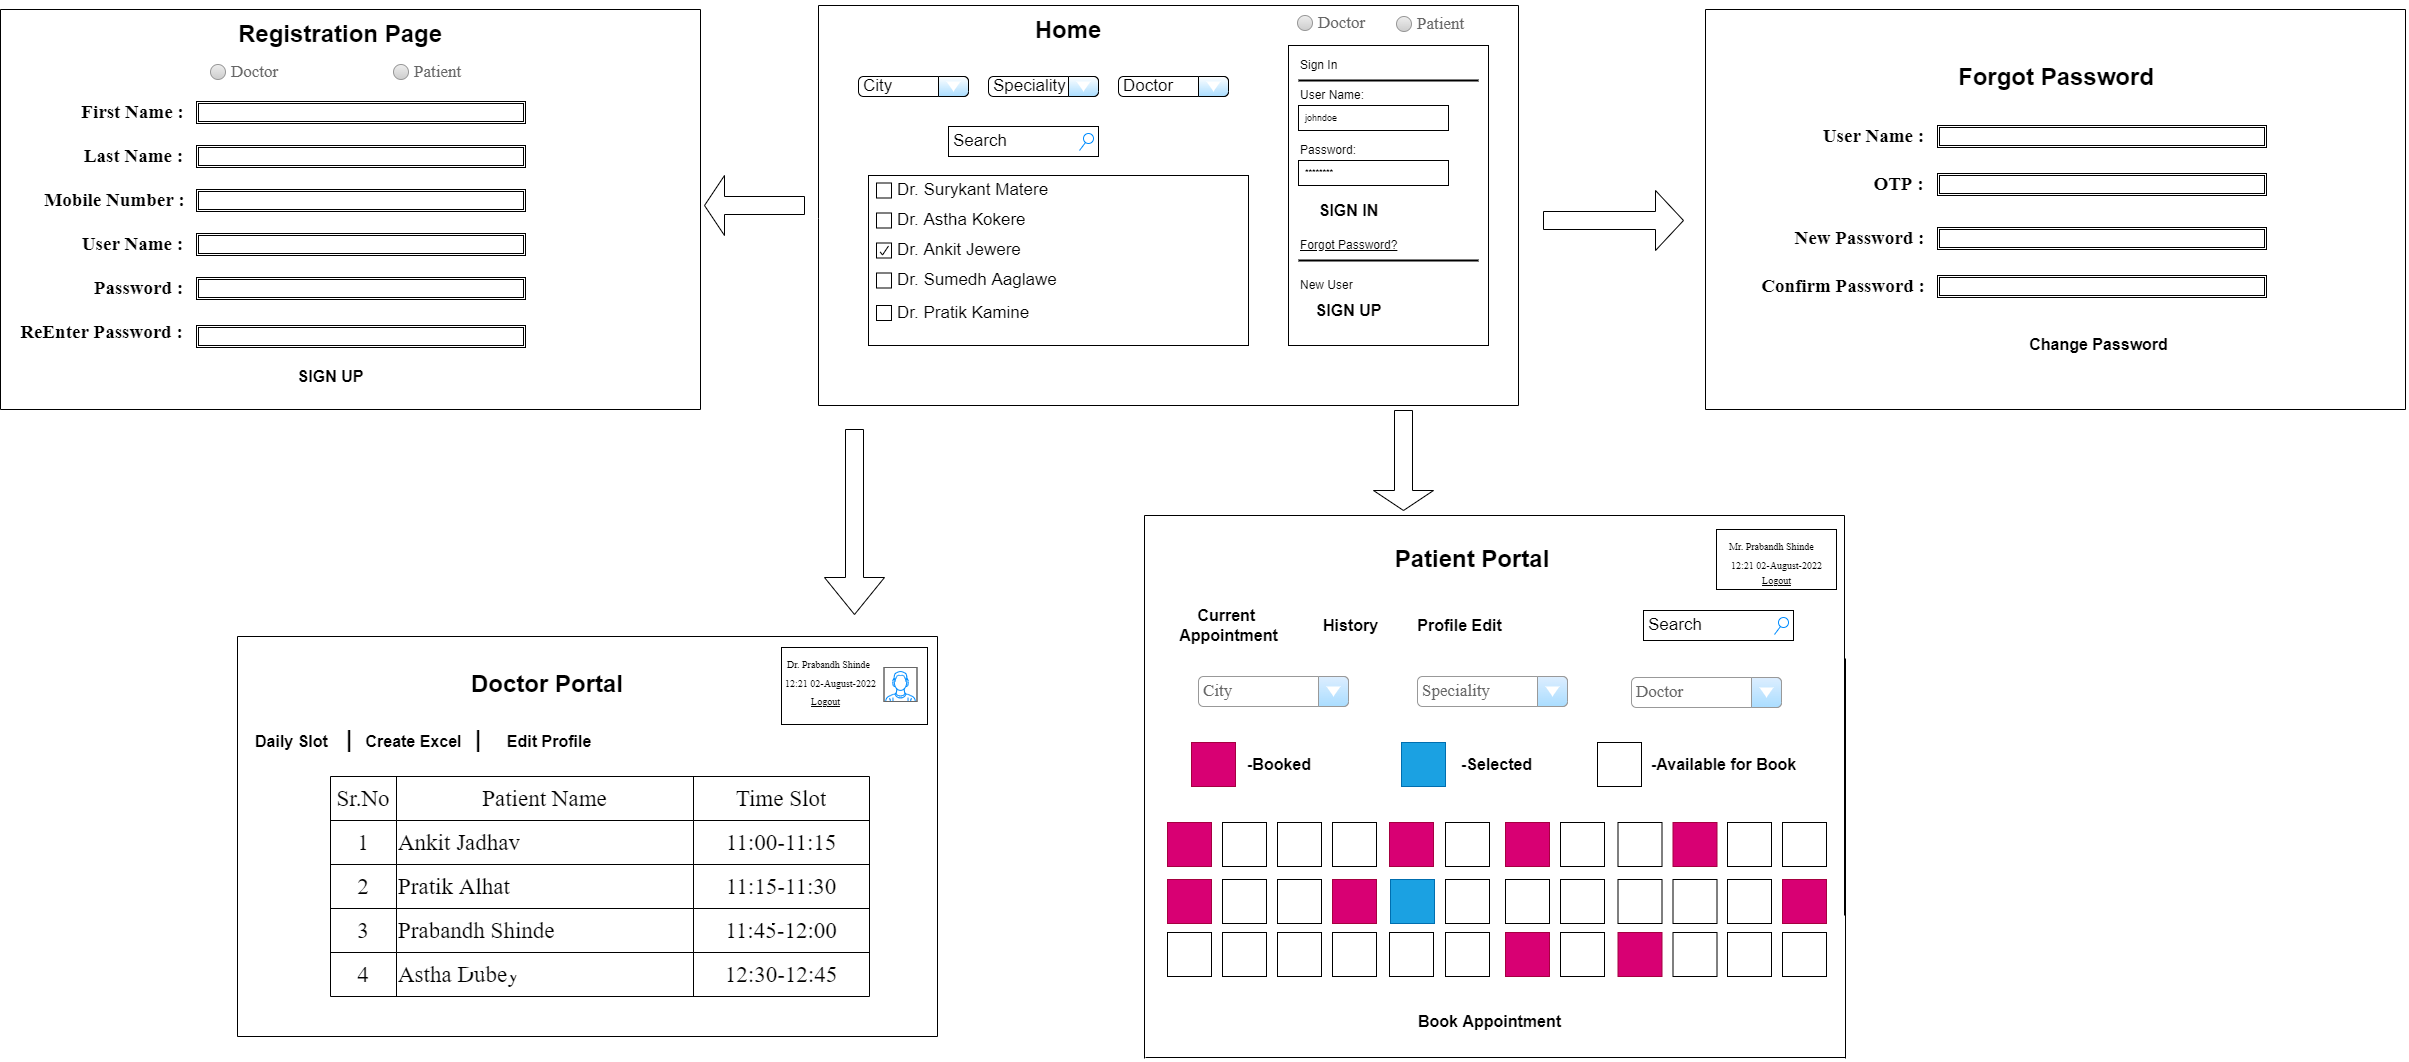 Registration Page
Doctor
Patient
First Name :
Last Name :
Mobile Number :
User Name :
Password :
ReEnter Password :
SIGN UP
Home
City
Speciality
Doctor
Search
Dr. Surykant Matere
Dr. Astha Kokere
Dr. Ankit Jewere
Dr. Sumedh Aaglawe
Dr. Pratik Kamine
Doctor
Patient
Sign In
User Name:
johndoe
Password:
********
SIGN IN
Forgot Password?
New User
SIGN UP
Forgot Password
User Name :
OTP :
New Password :
Confirm Password :
Change Password
Doctor Portal
Dr. Prabandh Shinde
12:21 02-August-2022
Logout
Daily Slot | Create Excel | Edit Profile
Sr.No Patient Name Time Slot
1 Ankit Jadhav 11:00-11:15
2 Pratik Alhat 11:15-11:30
3 Prabandh Shinde 11:45-12:00
4 Astha Dubey 12:30-12:45
Patient Portal
Mr. Prabandh Shinde
12:21 02-August-2022
Logout
Current
Appointment
History
Profile Edit
Search
City
Speciality
Doctor
-Booked
-Selected
-Available for Book
Book Appointment